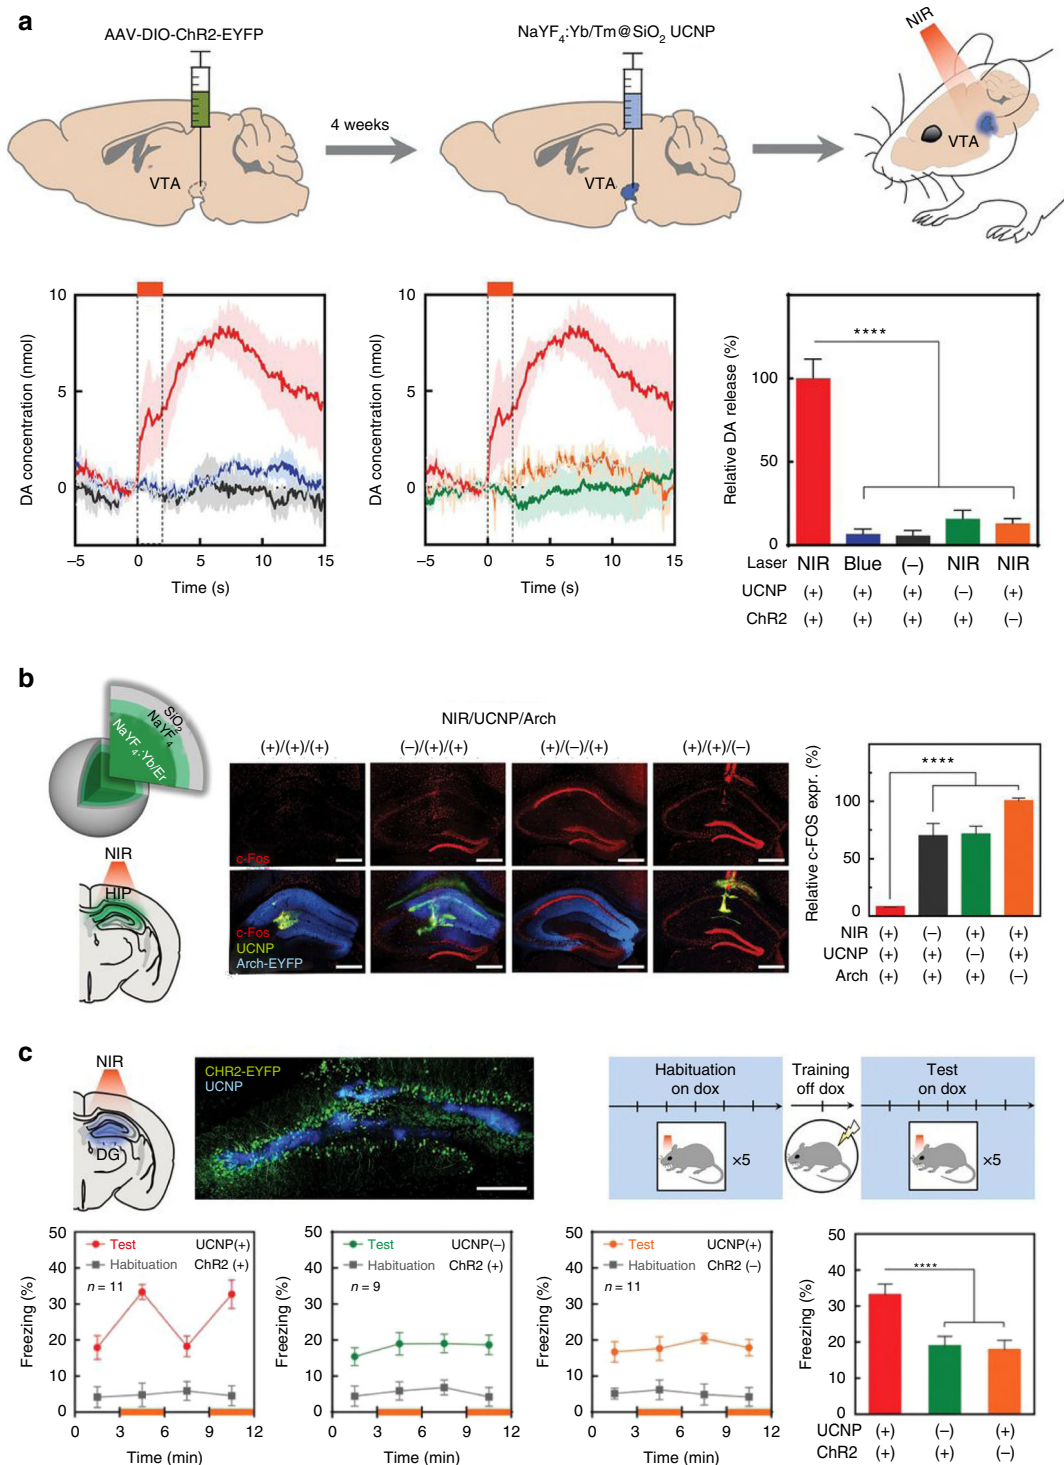 a
AAV-DIO-ChR2-EYFP
NaYF4:Yb/Tm@SiO2 UCNP
NIR
4 weeks
VTA
VTA
VTA
10
5
0
–5 0 5 10 15
DA concentration (nmol)
Time (s)
10
5
0
–5 0 5 10 15
DA concentration (nmol)
Time (s)
****
100
50
0
Relative DA release (%)
Laser NIR Blue (–) NIR NIR
UCNP (+) (+) (+) (–) (+)
ChR2 (+) (+) (+) (+) (–)
b
SiO2
NaYF4
NaYF4:Yb/Er
NIR
HIP
NIR/UCNP/Arch
(+)/(+)/(+) (–)/(+)/(+) (+)/(–)/(+) (+)/(+)/(–)
c-Fos
c-Fos
UCNP
Arch-EYFP
****
100
50
0
Relative c-FOS expr. (%)
NIR (+) (–) (+) (+)
UCNP (+) (+) (–) (+)
Arch (+) (+) (+) (–)
c
NIR
DG
CHR2-EYFP
UCNP
Habituation on dox
Training off dox
Test on dox
×5
×5
50
40
30
20
10
0
0 3 6 9 12
Freezing (%)
Time (min)
Test UCNP(+)
Habituation ChR2 (+)
n = 11
50
40
30
20
10
0
0 3 6 9 12
Freezing (%)
Time (min)
Test UCNP(–)
Habituation ChR2 (+)
n = 9
50
40
30
20
10
0
0 3 6 9 12
Freezing (%)
Time (min)
Test UCNP(+)
Habituation ChR2 (–)
n = 11
50
40
30
20
10
0
Freezing (%)
****
UCNP (+) (–) (+)
ChR2 (+) (+) (–)